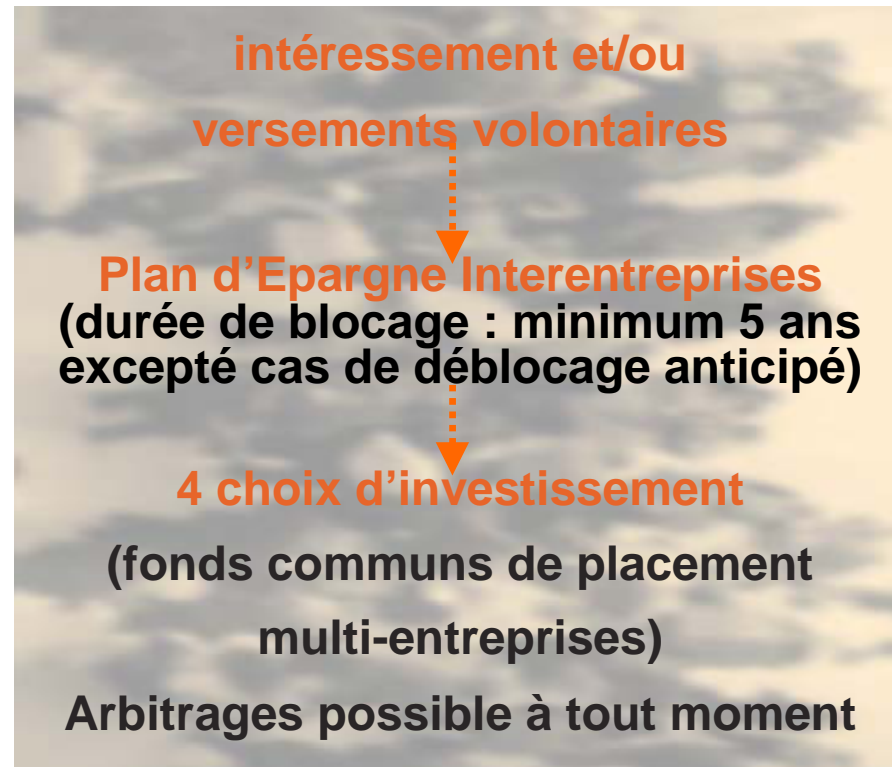 intéressement et/ou
versements volontaires
Plan d’Epargne Interentreprises
(durée de blocage : minimum 5 ans
excepté cas de déblocage anticipé)
4 choix d’investissement
(fonds communs de placement
multi-entreprises)
Arbitrages possible à tout moment